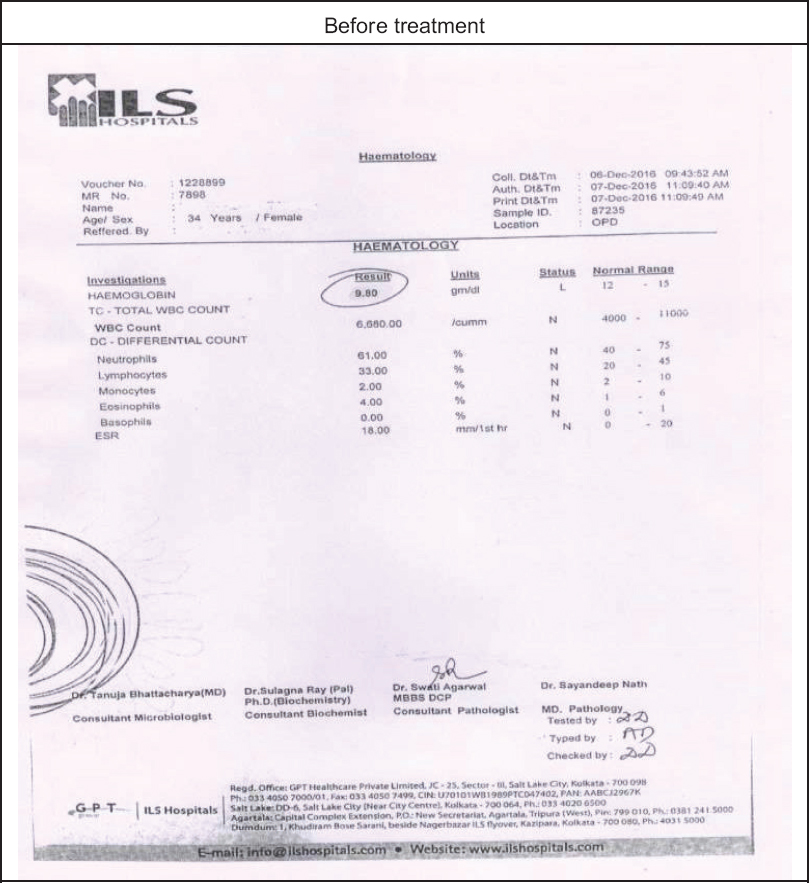 Before treatment
ILS
HOSPITALS
Haematology
Voucher No. : 1228899
MR No. : 7898
Name :
Age/ Sex : 34 Years / Female
Reffered. By :
Coll. Dt&Tm : 06-Dec-2016 09:43:52 AM
Auth. Dt&Tm : 07-Dec-2016 11:09:40 AM
Print Dt&Tm : 07-Dec-2016 11:09:49 AM
Sample ID. : 87235
Location : OPD
HAEMATOLOGY
Investigations Result Units Status Normal Range
HAEMOGLOBIN 9.80 gm/dl L 12 - 15
TC - TOTAL WBC COUNT
WBC Count 6,680.00 /cumm N 4000 - 11000
DC - DIFFERENTIAL COUNT
Neutrophils 61.00 % N 40 - 75
Lymphocytes 33.00 % N 20 - 45
Monocytes 2.00 % N 2 - 10
Eosinophils 4.00 % N 1 - 6
Basophils 0.00 % N 0 - 1
ESR 18.00 mm/1st hr N 0 - 20
Dr. Tanuja Bhattacharya(MD)
Consultant Microbiologist
Dr.Sulagna Ray (Pal)
Ph.D.(Biochemistry)
Consultant Biochemist
Dr. Swati Agarwal
MBBS DCP
Consultant Pathologist
Dr. Sayandeep Nath
MD. Pathology
Tested by :
Typed by : AD
Checked by :
G P T
group
ILS Hospitals
Regd. Office: GPT Healthcare Private Limited, JC - 25, Sector - III, Salt Lake City, Kolkata - 700 098
Ph.: 033 4050 7000/01, Fax: 033 4050 7499, CIN: U70101WB1989PTC047402, PAN: AABCJ2967K
Salt Lake: DD-6, Salt Lake City (Near City Centre), Kolkata - 700 064, Ph.: 033 4020 6500
Agartala: Capital Complex Extension, P.O.: New Secretariat, Agartala, Tripura (West), Pin: 799 010, Ph.: 0381 241 5000
Dumdum: 1, Khudiram Bose Sarani, beside Nagerbazar ILS flyover, Kazipara, Kolkata - 700 080, Ph.: 4031 5000
E-mail: info@ilshospitals.com • Website: www.ilshospitals.com